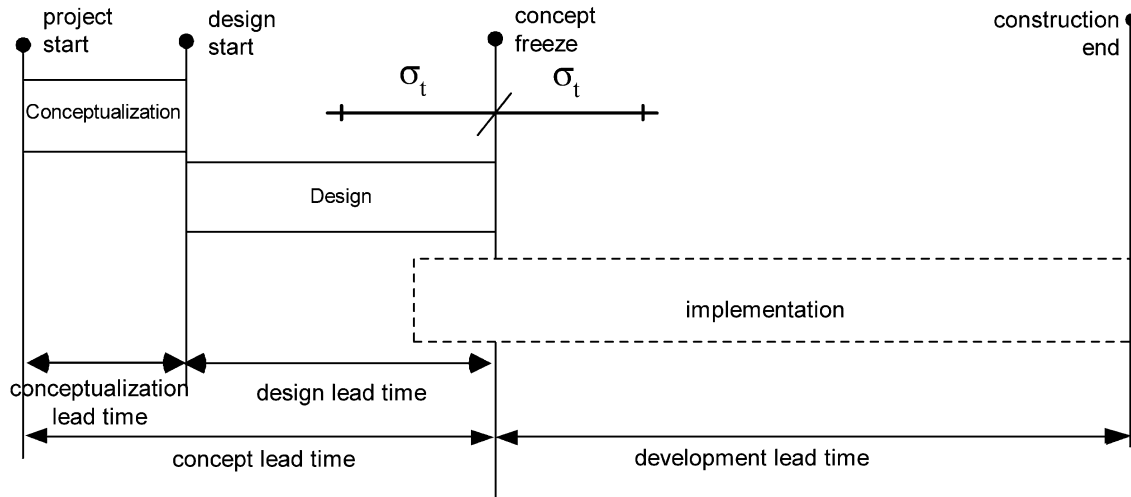 project
start
design
start
concept
freeze
construction
end
σt
σt
Conceptualization
Design
implementation
conceptualization
lead time
design lead time
concept lead time
development lead time